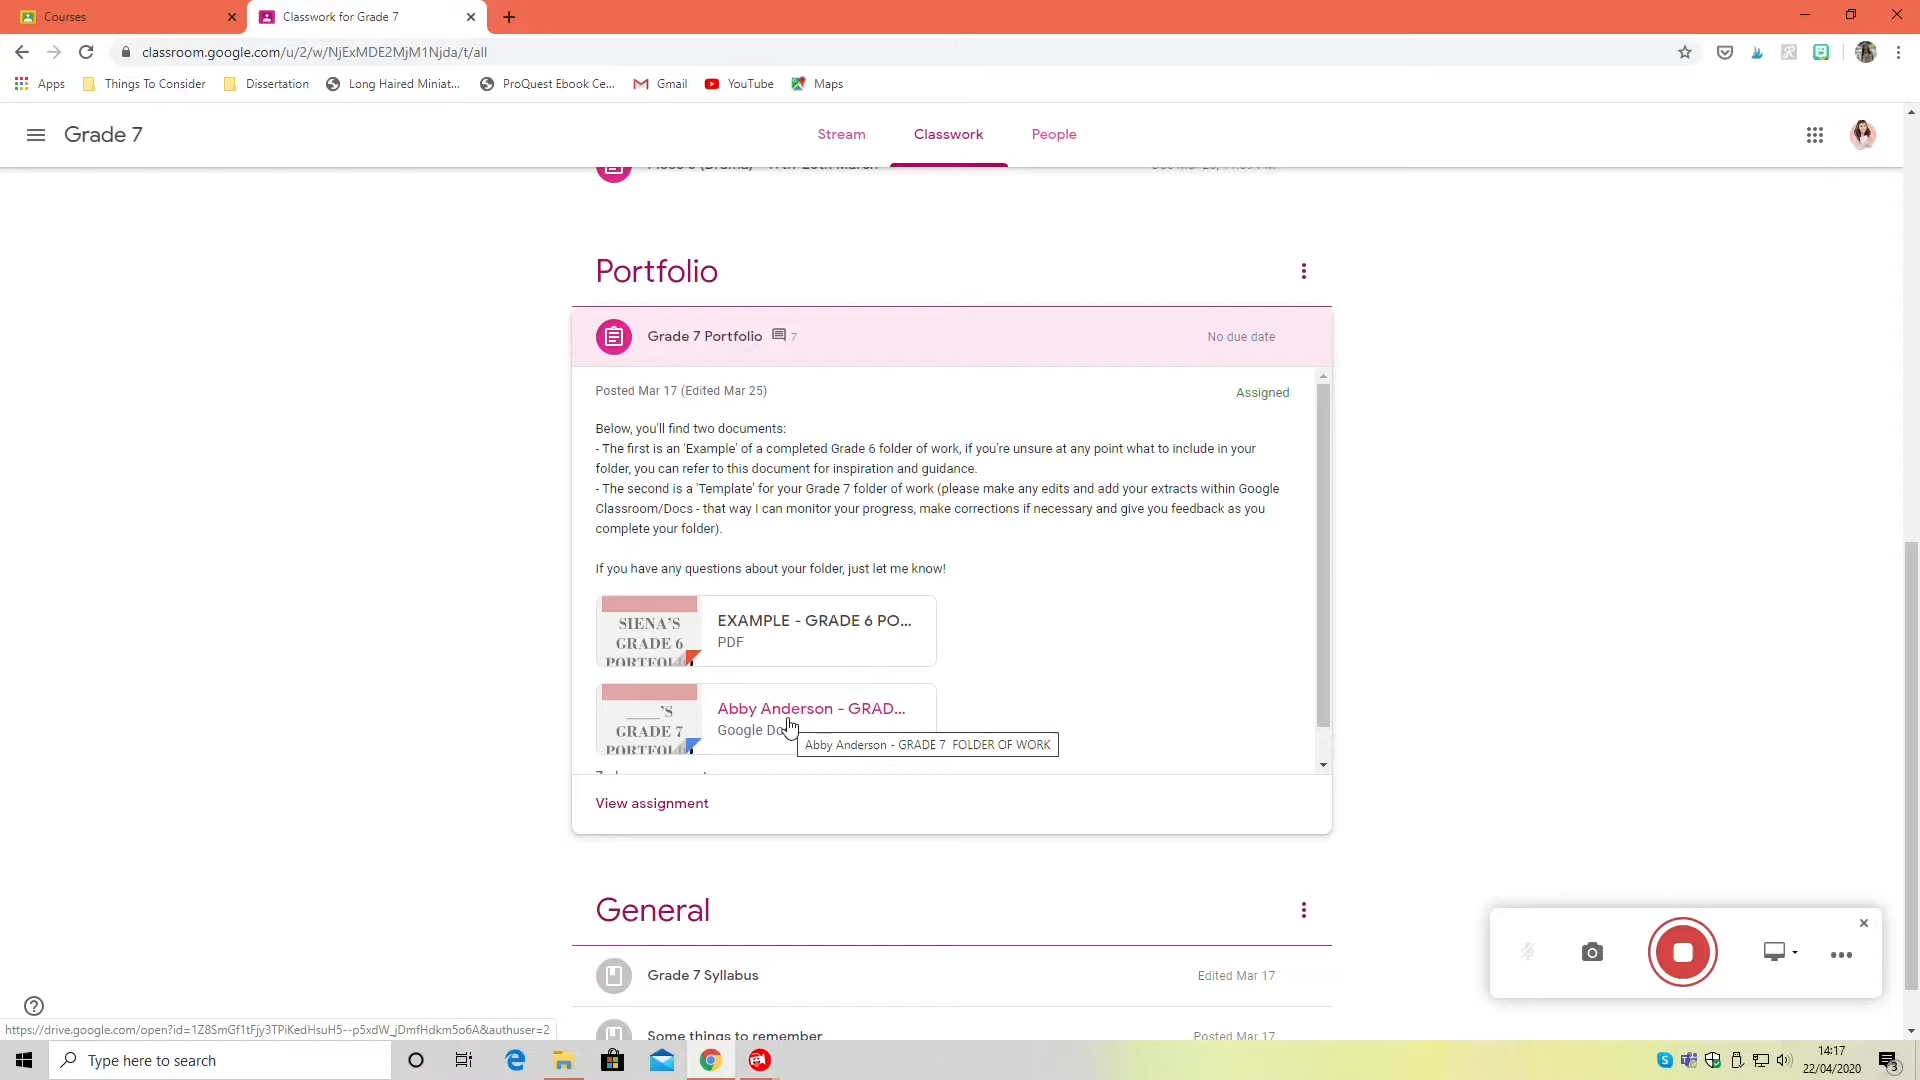 Courses
Classwork for Grade 7
classroom.google.com/u/2/w/NjExMDE2MjM1Njda/t/all
Apps
Things To Consider
Dissertation
Long Haired Miniat...
ProQuest Ebook Ce...
Gmail
YouTube
Maps
Grade 7
Stream
Classwork
People
Portfolio
Grade 7 Portfolio 7
No due date
Posted Mar 17 (Edited Mar 25)
Assigned
Below, you'll find two documents:
- The first is an 'Example' of a completed Grade 6 folder of work, if you're unsure at any point what to include in your
folder, you can refer to this document for inspiration and guidance.
- The second is a 'Template' for your Grade 7 folder of work (please make any edits and add your extracts within Google
Classroom/Docs - that way I can monitor your progress, make corrections if necessary and give you feedback as you
complete your folder).
If you have any questions about your folder, just let me know!
SIENA'S
GRADE 6
PORTFOLIO
EXAMPLE - GRADE 6 PO...
PDF
____'S
GRADE 7
PORTFOLIO
Abby Anderson - GRAD...
Google Do
Abby Anderson - GRADE 7 FOLDER OF WORK
View assignment
General
Grade 7 Syllabus
Edited Mar 17
Some things to remember
Posted Mar 17
https://drive.google.com/open?id=1Z8SmGf1tFjy3TPiKedHsuH5--p5xdW_jDmfHdkm5o6A&authuser=2
Type here to search
14:17
22/04/2020
3